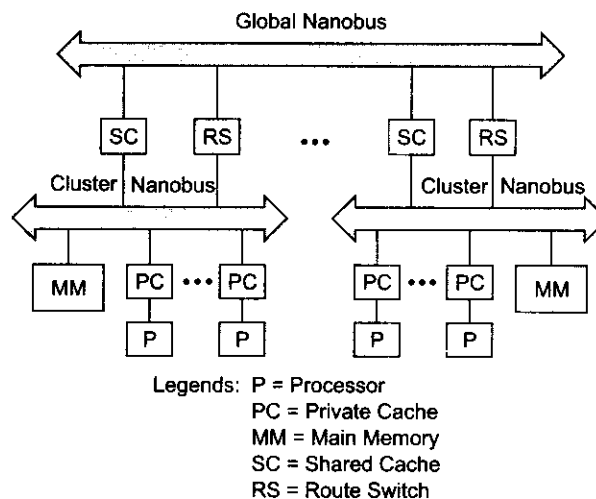 Global Nanobus
SC RS ••• SC RS
Cluster Nanobus Cluster Nanobus
MM PC ••• PC PC ••• PC MM
P P P P
Legends: P = Processor
PC = Private Cache
MM = Main Memory
SC = Shared Cache
RS = Route Switch